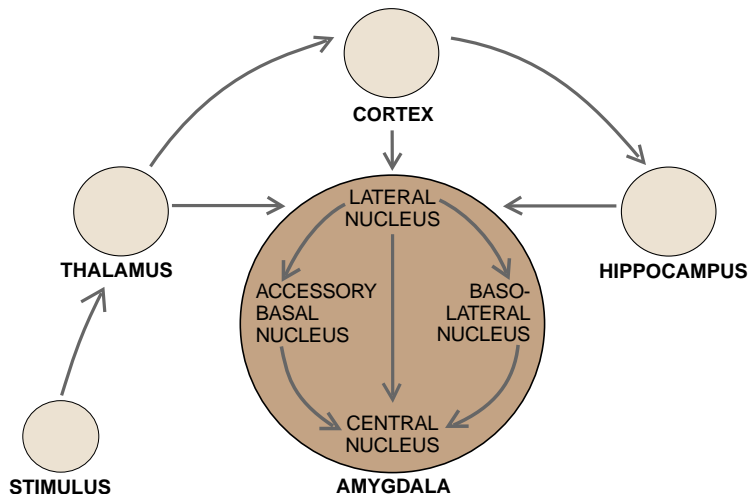 CORTEX
LATERAL
NUCLEUS
THALAMUS
HIPPOCAMPUS
ACCESSORY
BASAL
NUCLEUS
BASO-
LATERAL
NUCLEUS
CENTRAL
NUCLEUS
STIMULUS
AMYGDALA